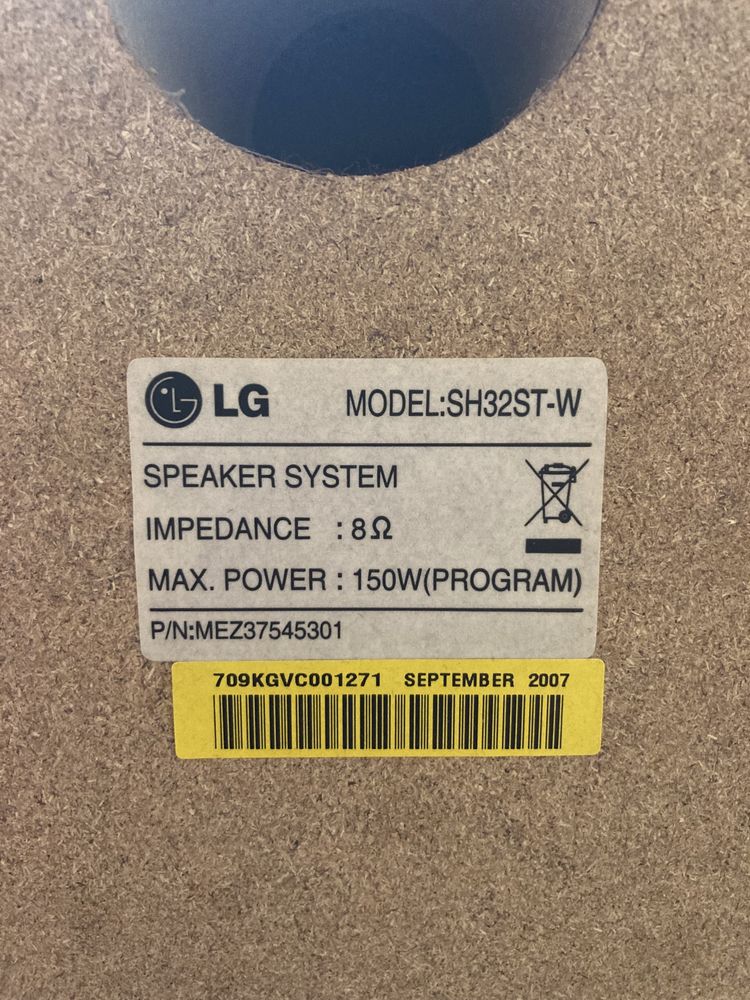 LG MODEL:SH32ST-W
SPEAKER SYSTEM
IMPEDANCE : 8Ω
MAX. POWER : 150W(PROGRAM)
P/N:MEZ37545301
709KGVC001271 SEPTEMBER 2007